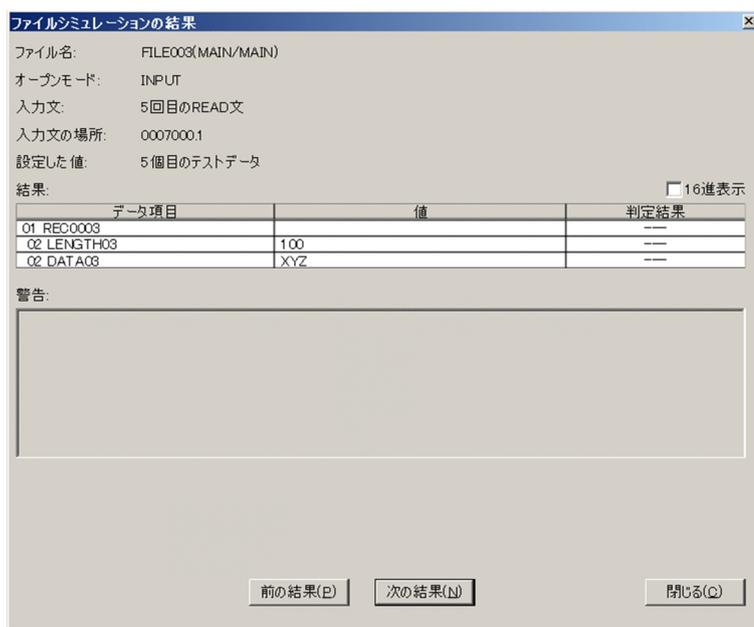 ファイルシミュレーションの結果
ファイル名: FILE003(MAIN/MAIN)
オープンモード: INPUT
入力文: 5回目のREAD文
入力文の場所: 0007000.1
設定した値: 5個目のテストデータ
結果: 16進表示
データ項目 値 判定結果
01 REC0003 ---
02 LENGTH03 100 ---
02 DATA03 XYZ ---
警告:
前の結果(P) 次の結果(N) 閉じる(C)